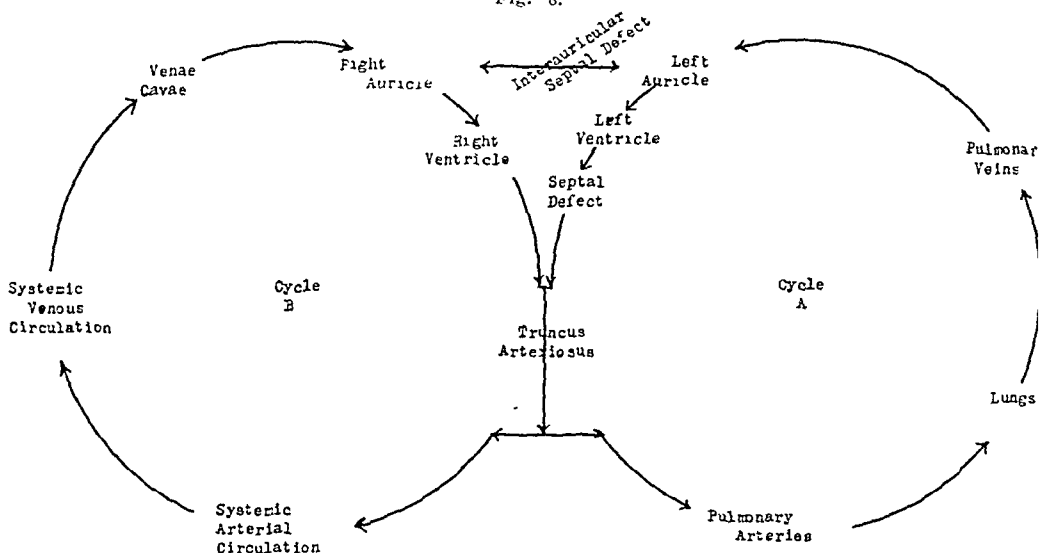 Fig. 8.
Interauricular
Septal Defect
Venae
Cavae
Right
Auricle
Left
Auricle
Right
Ventricle
Left
Ventricle
Septal
Defect
Pulmonar
Veins
Systemic
Venous
Circulation
Cycle
B
Cycle
A
Truncus
Arteriosus
Lungs
Systemic
Arterial
Circulation
Pulmonary
Arteries